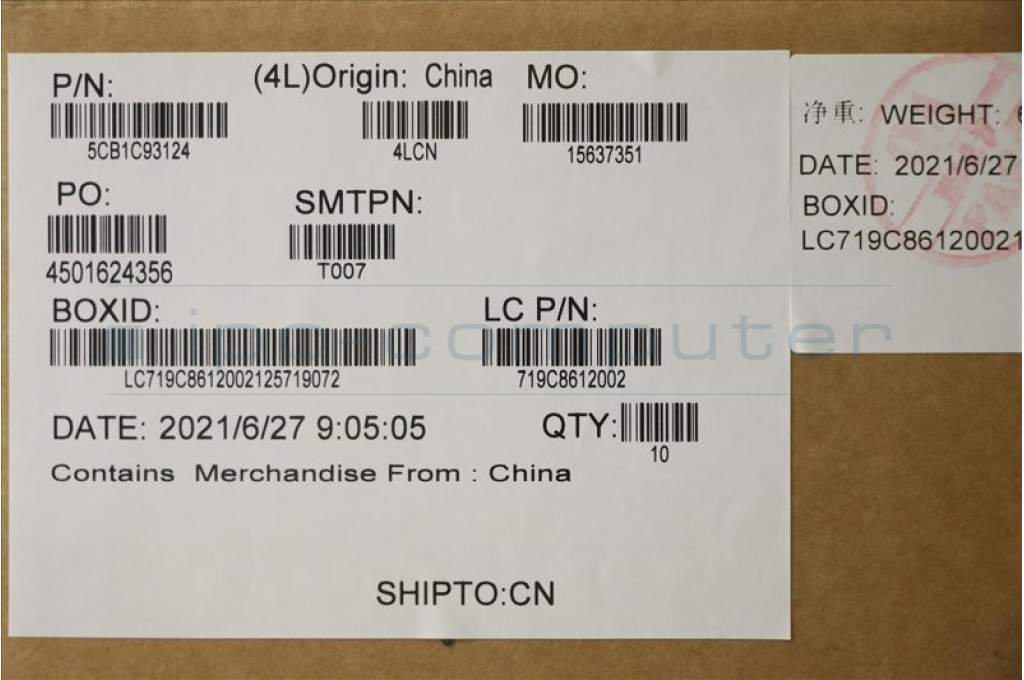 P/N:
5CB1C93124
(4L)Origin: China
4LCN
MO:
15637351
PO:
4501624356
SMTPN:
T007
BOXID:
LC719C8612002125719072
LC P/N:
719C8612002
DATE: 2021/6/27 9:05:05
QTY:
10
Contains Merchandise From : China
SHIPTO:CN
净重: WEIGHT:
DATE: 2021/6/27
BOXID:
LC719C86120021
ipc-computer